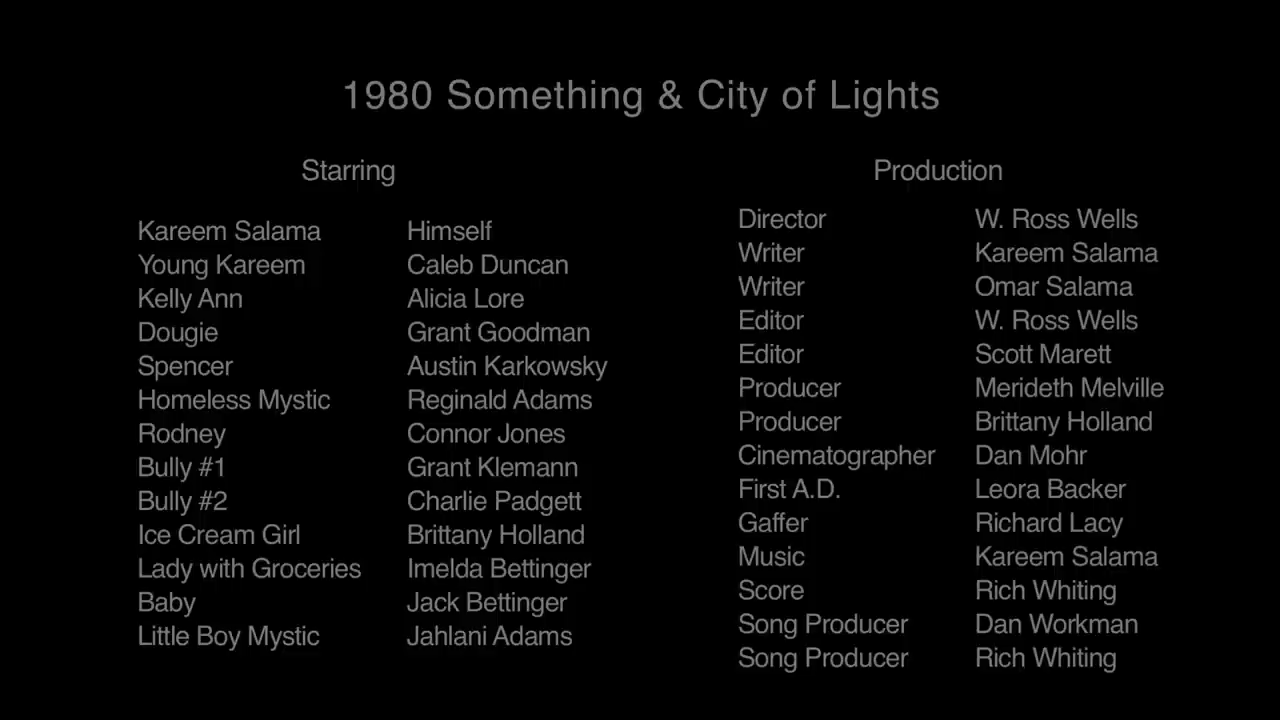 1980 Something & City of Lights
Starring
Kareem Salama Himself
Young Kareem Caleb Duncan
Kelly Ann Alicia Lore
Dougie Grant Goodman
Spencer Austin Karkowsky
Homeless Mystic Reginald Adams
Rodney Connor Jones
Bully #1 Grant Klemann
Bully #2 Charlie Padgett
Ice Cream Girl Brittany Holland
Lady with Groceries Imelda Bettinger
Baby Jack Bettinger
Little Boy Mystic Jahlani Adams
Production
Director W. Ross Wells
Writer Kareem Salama
Writer Omar Salama
Editor W. Ross Wells
Editor Scott Marett
Producer Merideth Melville
Producer Brittany Holland
Cinematographer Dan Mohr
First A.D. Leora Backer
Gaffer Richard Lacy
Music Kareem Salama
Score Rich Whiting
Song Producer Dan Workman
Song Producer Rich Whiting